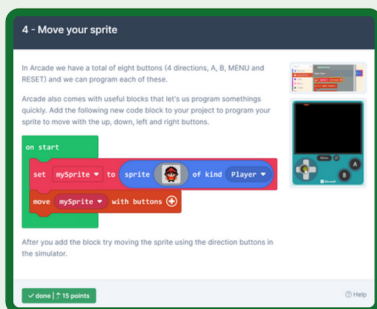 4 - Move your sprite
In Arcade we have a total of eight buttons (4 directions, A, B, MENU and
RESET) and we can program each of these.
Arcade also comes with useful blocks that let's us program somethings
quickly. Add the following new code block to your project to program your
sprite to move with the up, down, left and right buttons.
on start
set mySprite to sprite of kind Player
move mySprite with buttons
After you add the block try moving the sprite using the direction buttons in
the simulator.
done | 15 points
Help
A
B